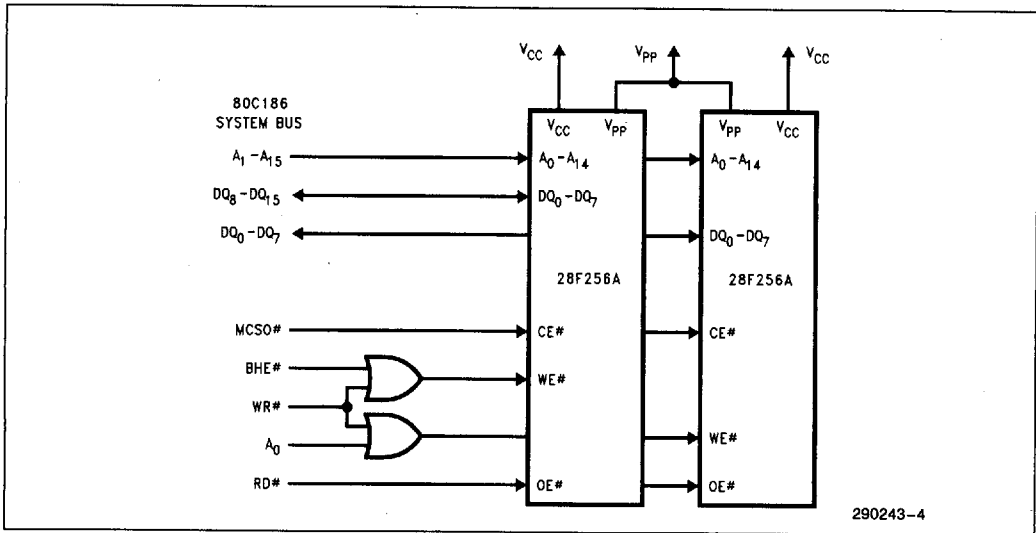 V_CC V_PP V_CC
80C186
SYSTEM BUS
V_CC V_PP V_PP V_CC
A_1-A_15 A_0-A_14 A_0-A_14
DQ_8-DQ_15 DQ_0-DQ_7
DQ_0-DQ_7 DQ_0-DQ_7
28F256A 28F256A
MCS0# CE# CE#
BHE# WE#
WR#
A_0 WE#
RD# OE# OE#
290243-4